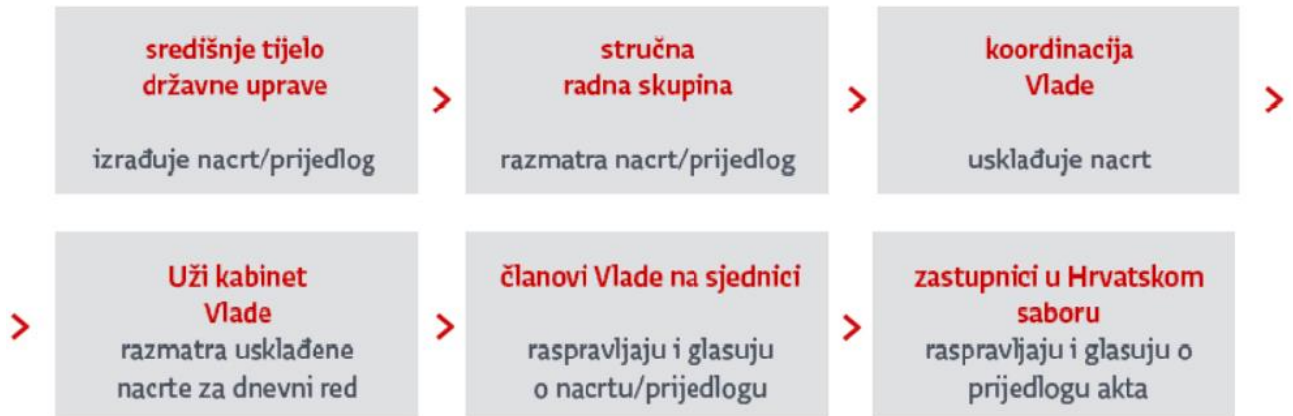 središnje tijelo
državne uprave
izrađuje nacrt/prijedlog
>
stručna
radna skupina
razmatra nacrt/prijedlog
>
koordinacija
Vlade
usklađuje nacrt
>
>
Uži kabinet
Vlade
razmatra usklađene
nacrte za dnevni red
>
članovi Vlade na sjednici
raspravljaju i glasuju
o nacrtu/prijedlogu
>
zastupnici u Hrvatskom
saboru
raspravljaju i glasuju o
prijedlogu akta